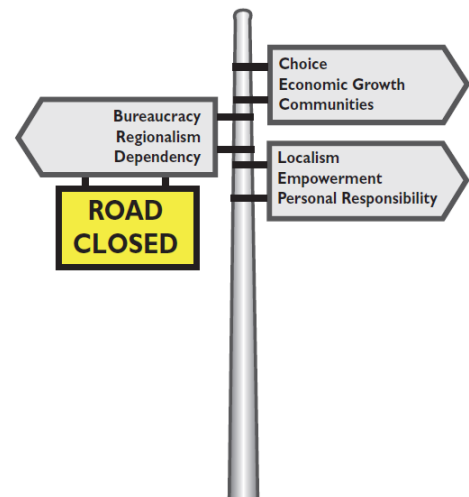 Choice
Economic Growth
Communities
Bureaucracy
Regionalism
Dependency
ROAD
CLOSED
Localism
Empowerment
Personal Responsibility